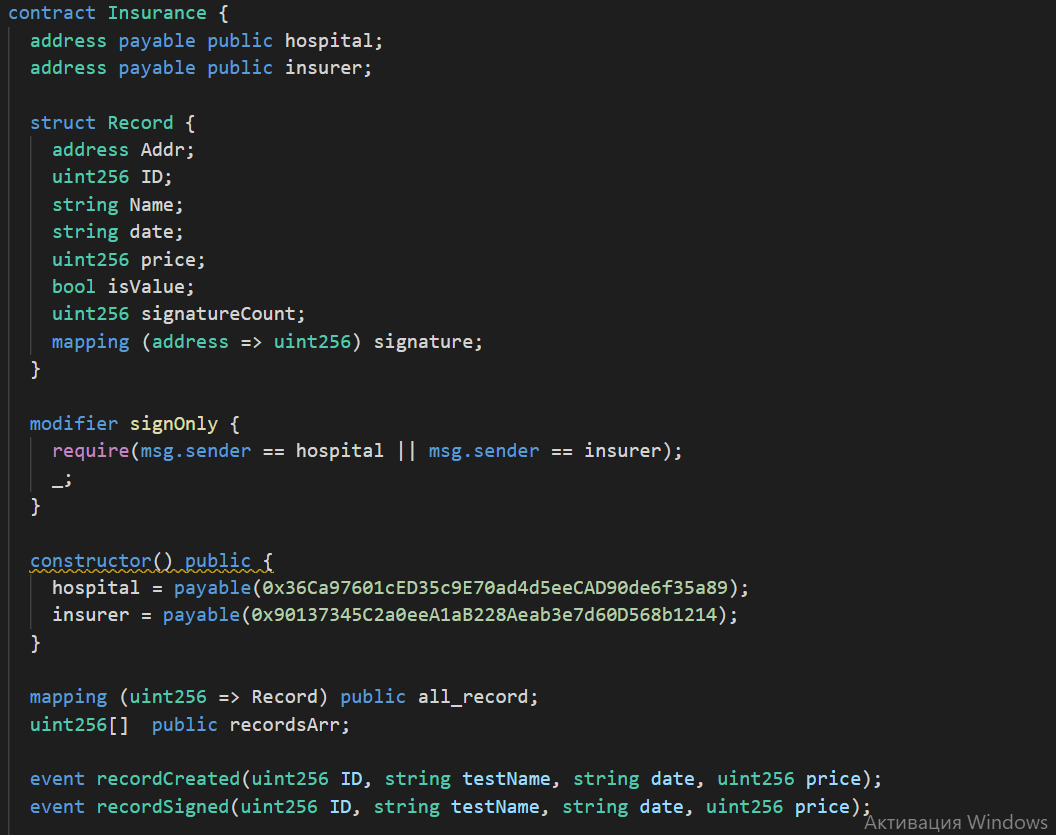 contract Insurance {
address payable public hospital;
address payable public insurer;
struct Record {
address Addr;
uint256 ID;
string Name;
string date;
uint256 price;
bool isValue;
uint256 signatureCount;
mapping (address => uint256) signature;
}
modifier signOnly {
require(msg.sender == hospital || msg.sender == insurer);
_;
}
constructor() public {
hospital = payable(0x36Ca97601cED35c9E70ad4d5eeCAD90de6f35a89);
insurer = payable(0x90137345C2a0eeA1aB228Aeab3e7d60D568b1214);
}
mapping (uint256 => Record) public all_record;
uint256[]  public recordsArr;
event recordCreated(uint256 ID, string testName, string date, uint256 price);
event recordSigned(uint256 ID, string testName, string date, uint256 price);
Активация Windows